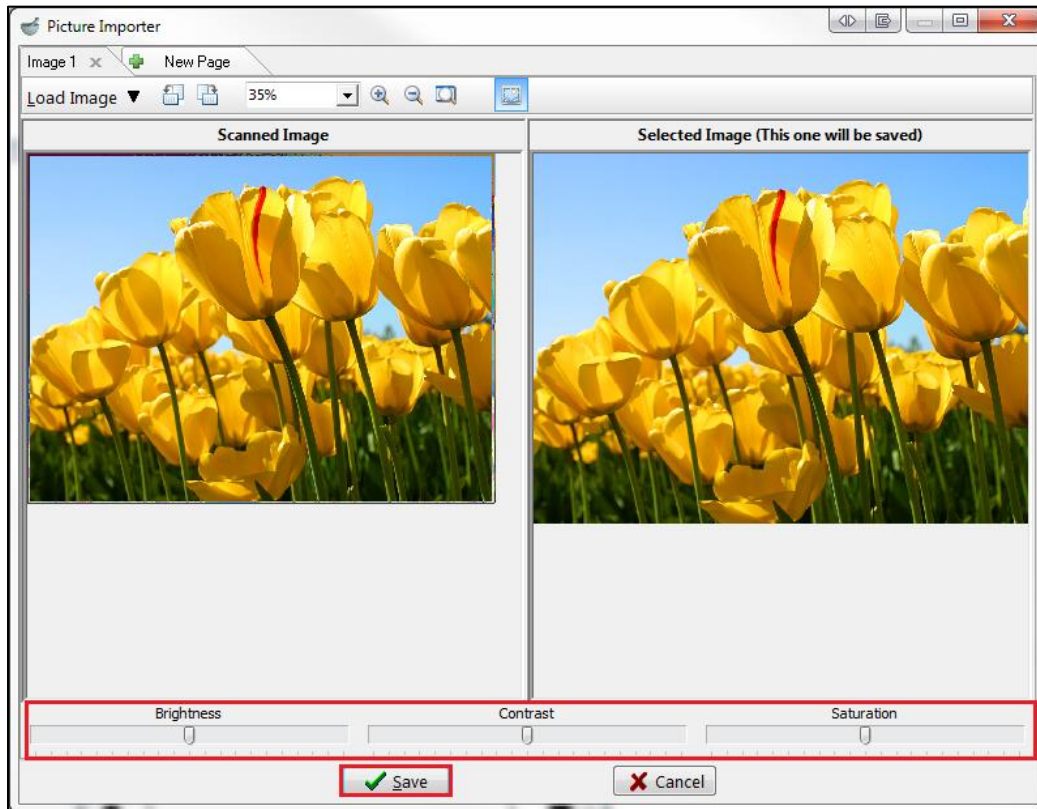 Picture Importer
Image 1 New Page
Load Image 35%
Scanned Image Selected Image (This one will be saved)
Brightness Contrast Saturation
Save Cancel